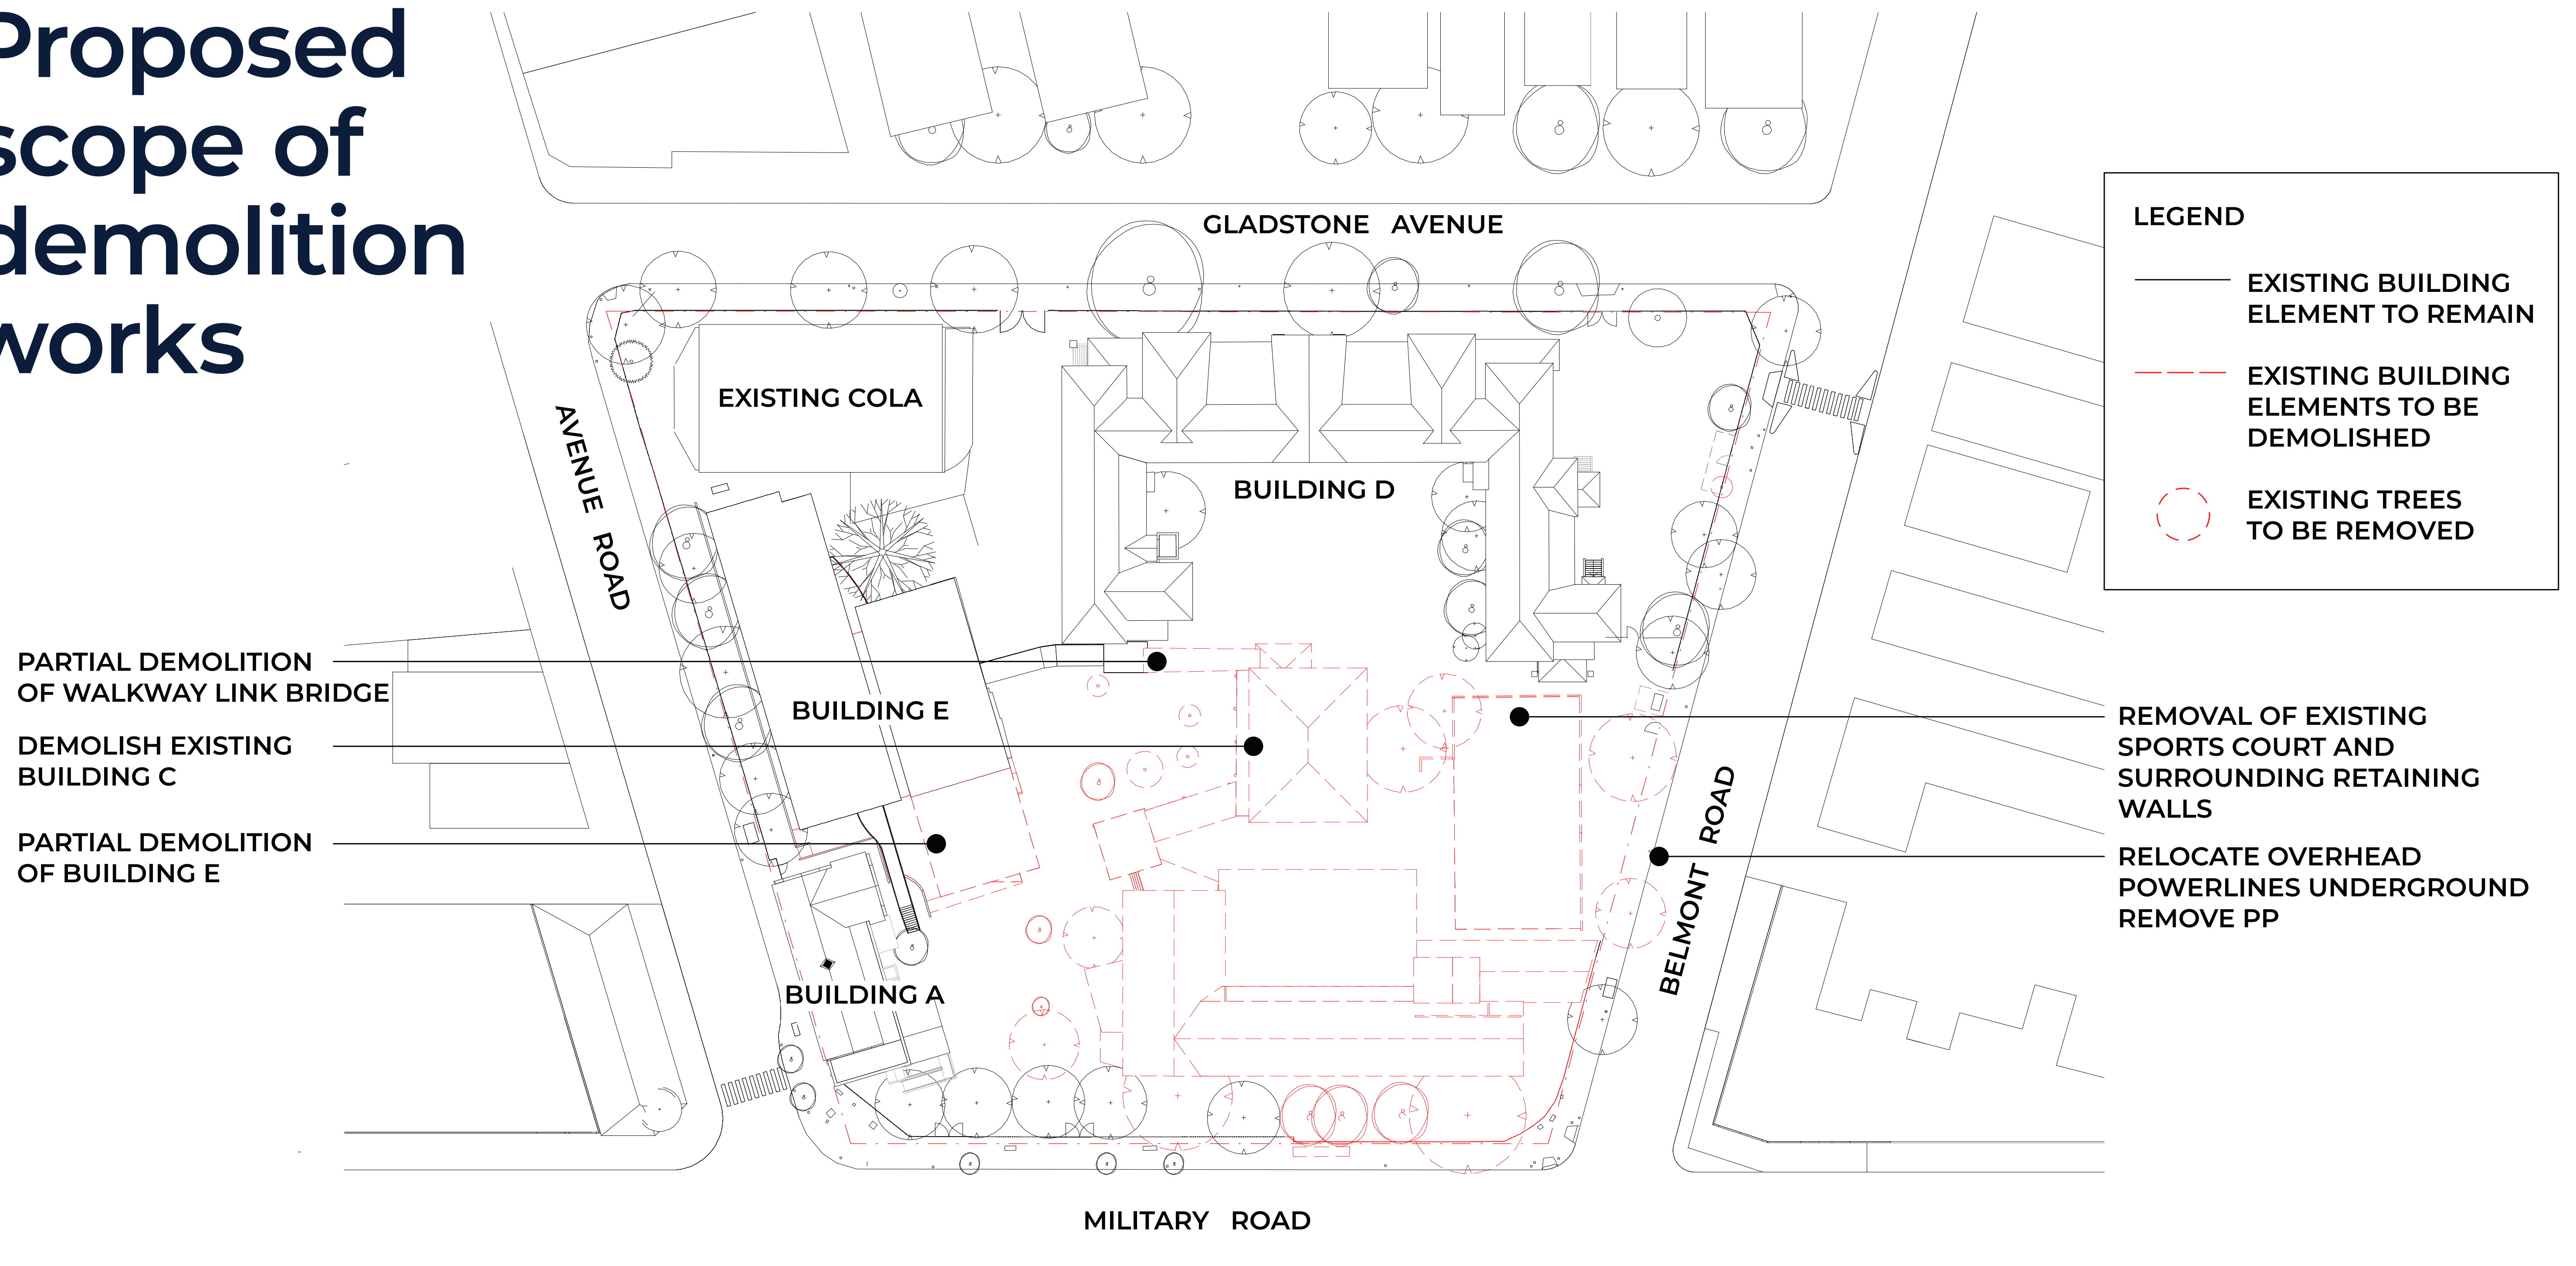 Proposed
scope of
demolition
works
GLADSTONE AVENUE
LEGEND
EXISTING BUILDING
ELEMENT TO REMAIN
EXISTING BUILDING
ELEMENTS TO BE
DEMOLISHED
EXISTING TREES
TO BE REMOVED
EXISTING COLA
AVENUE ROAD
BUILDING D
PARTIAL DEMOLITION
OF WALKWAY LINK BRIDGE
BUILDING E
DEMOLISH EXISTING
BUILDING C
PARTIAL DEMOLITION
OF BUILDING E
REMOVAL OF EXISTING
SPORTS COURT AND
SURROUNDING RETAINING
WALLS
BELMONT ROAD
RELOCATE OVERHEAD
POWERLINES UNDERGROUND
REMOVE PP
BUILDING A
MILITARY ROAD